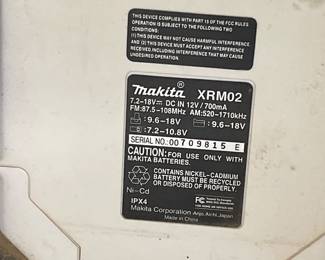 THIS DEVICE COMPLIES WITH PART 15 OF THE FCC RULES
OPERATION IS SUBJECT TO THE FOLLOWING TWO
CONDITIONS:
(1) THIS DEVICE MAY NOT CAUSE HARMFUL INTERFERENCE
AND (2) THIS DEVICE MUST ACCEPT ANY INTERFERENCE
RECEIVED, INCLUDING INTERFERENCE THAT MAY CAUSE
UNDESIRED OPERATION
makita® XRM02
7.2-18V DC IN 12V / 700mA
FM:87.5-108MHz AM:520-1710kHz
:9.6-18V :9.6-18V
:7.2-10.8V
SERIAL NO. 00709815 E
CAUTION: FOR USE ONLY WITH
MAKITA BATTERIES.
CONTAINS NICKEL-CADMIUM
BATTERY MUST BE RECYCLED
OR DISPOSED OF PROPERLY.
Ni-Cd
IPX4
Makita Corporation Anjo, Aichi, Japan
Made in China
FC